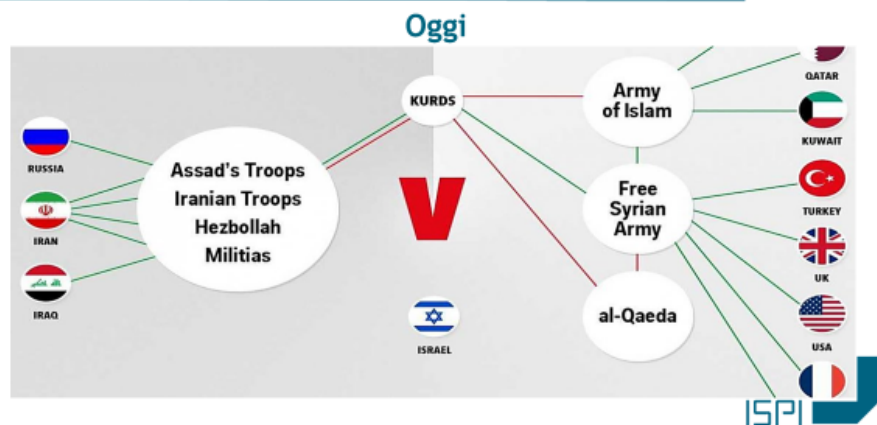 Oggi
KURDS
Army
of Islam
QATAR
KUWAIT
RUSSIA
Assad's Troops
Iranian Troops
Hezbollah
Militias
V
Free
Syrian
Army
TURKEY
IRAN
UK
IRAQ
ISRAEL
al-Qaeda
USA
ISPI